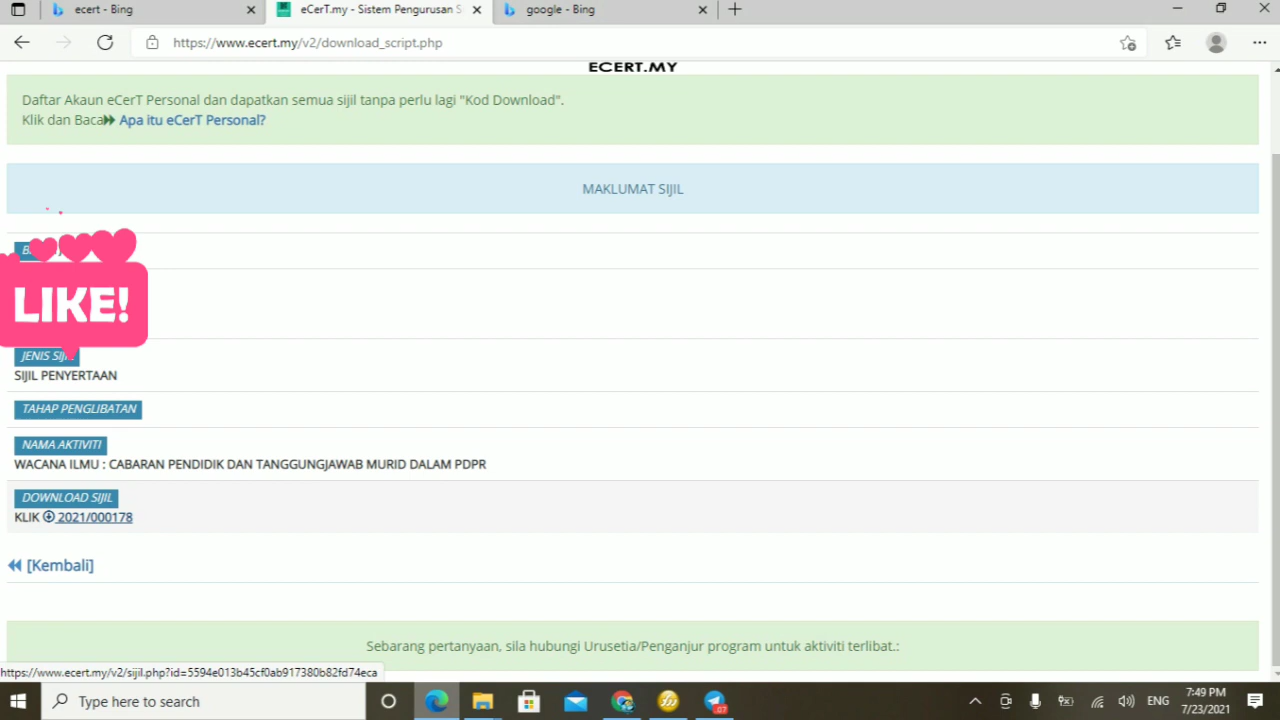 ecert - Bing
eCerT.my - Sistem Pengurusan S
google - Bing
https://www.ecert.my/v2/download_script.php
ECERT.MY
Daftar Akaun eCerT Personal dan dapatkan semua sijil tanpa perlu lagi "Kod Download".
Klik dan Baca Apa itu eCerT Personal?
MAKLUMAT SIJIL
LIKE!
JENIS SIJIL
SIJIL PENYERTAAN
TAHAP PENGLIBATAN
NAMA AKTIVITI
WACANA ILMU : CABARAN PENDIDIK DAN TANGGUNGJAWAB MURID DALAM PDPR
DOWNLOAD SIJIL
KLIK 2021/000178
[Kembali]
Sebarang pertanyaan, sila hubungi Urusetia/Penganjur program untuk aktiviti terlibat.:
https://www.ecert.my/v2/sijil.php?id=5594e013b45cf0ab917380b82fd74eca
Type here to search
07
ENG
7:49 PM
7/23/2021